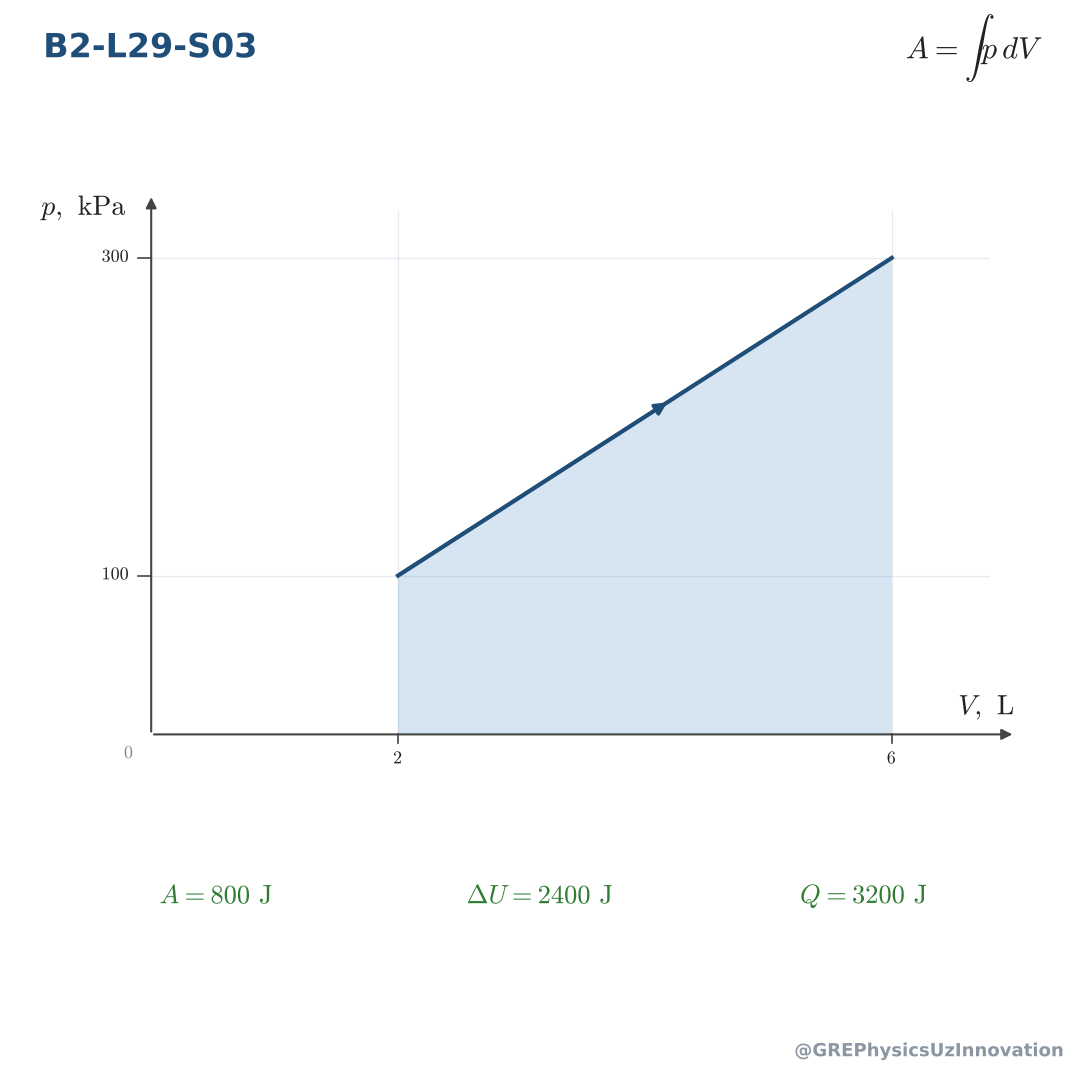 B2-L29-S03
A = ∫p dV
p, kPa
300
100
V, L
0
2
6
A = 800 J
ΔU = 2400 J
Q = 3200 J
@GREPhysicsUzInnovation